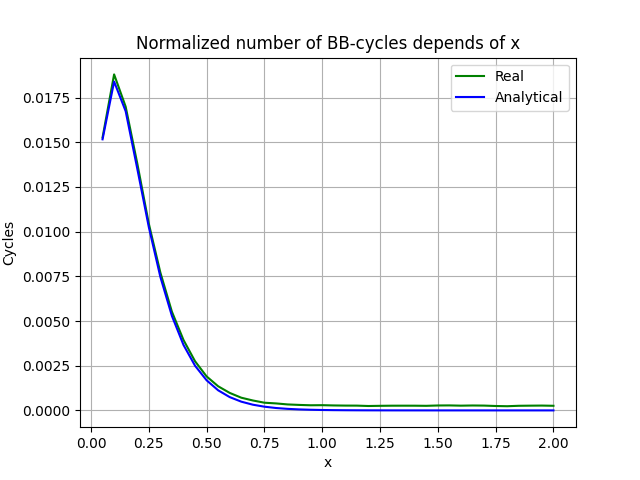 Normalized number of BB-cycles depends of x
Real
Analytical
Cycles
0.0175
0.0150
0.0125
0.0100
0.0075
0.0050
0.0025
0.0000
0.00 0.25 0.50 0.75 1.00 1.25 1.50 1.75 2.00
x